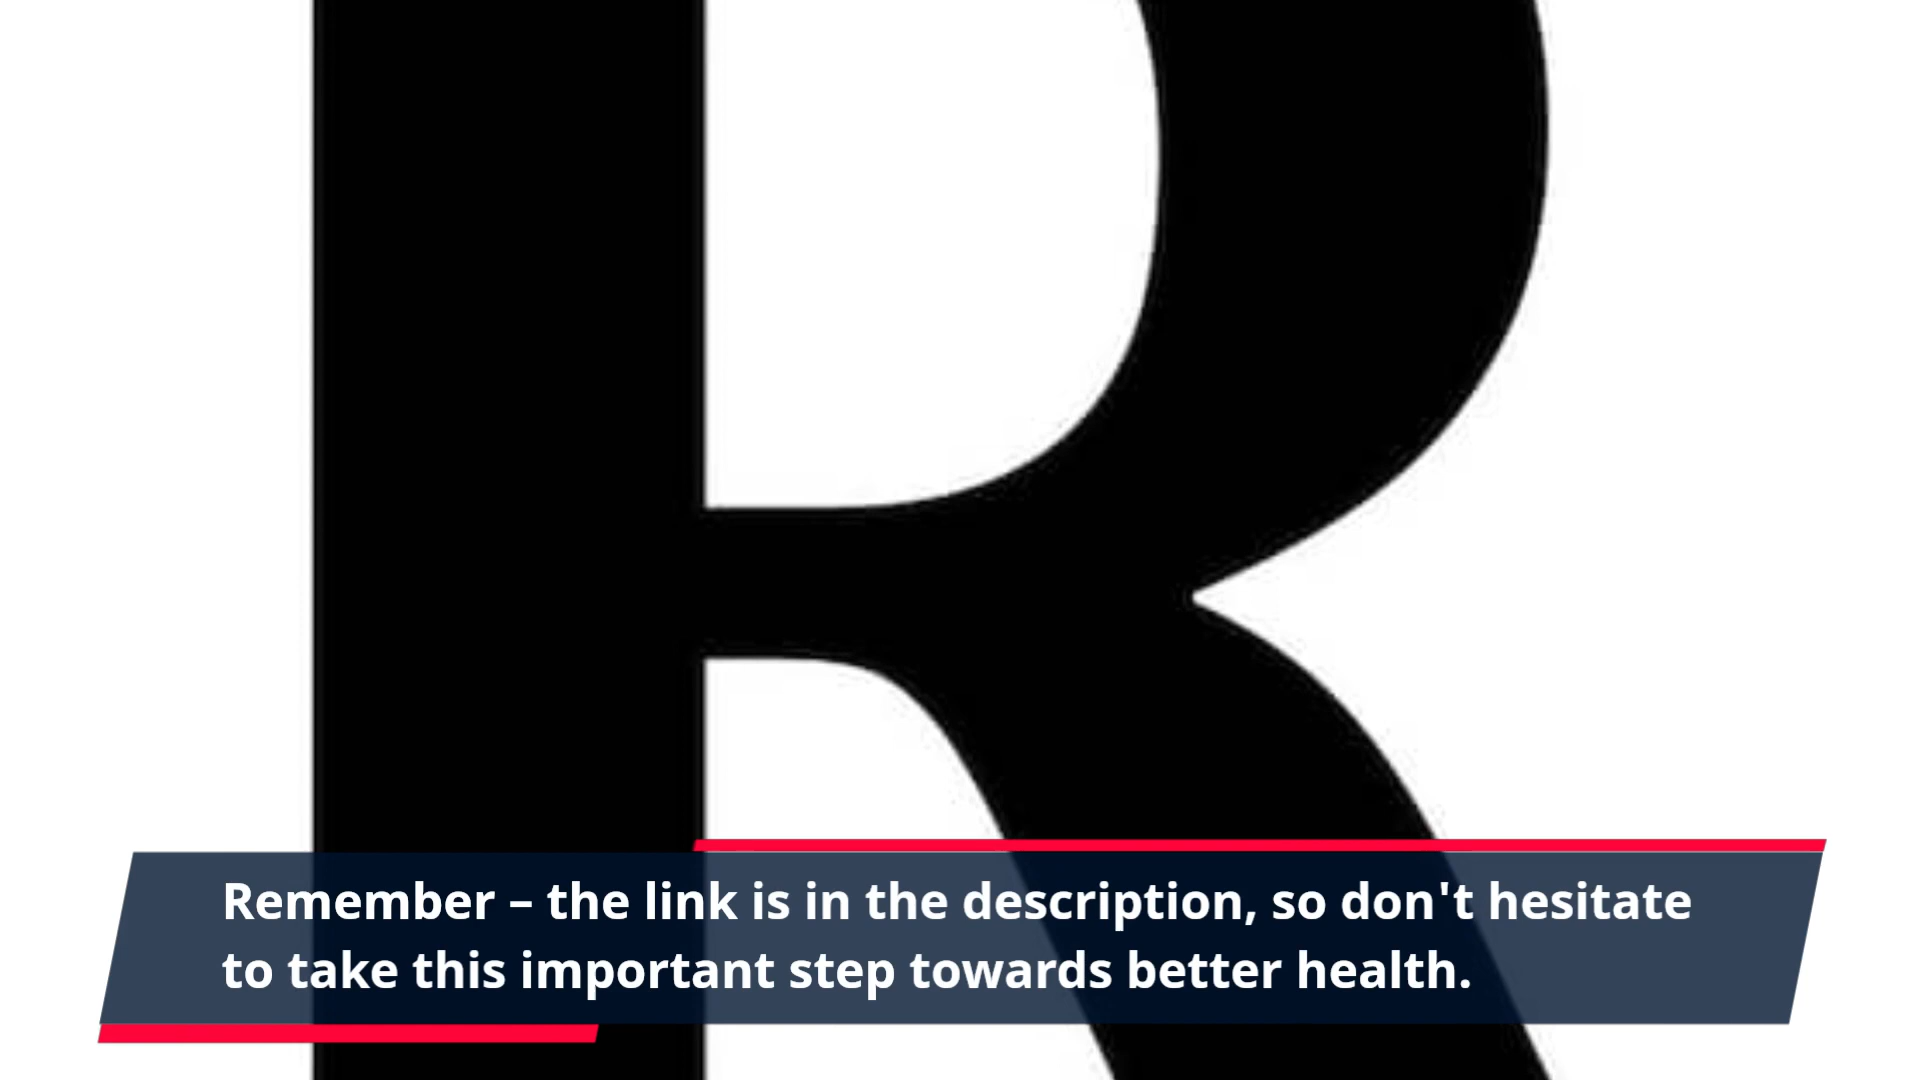 R
Remember – the link is in the description, so don't hesitate
to take this important step towards better health.